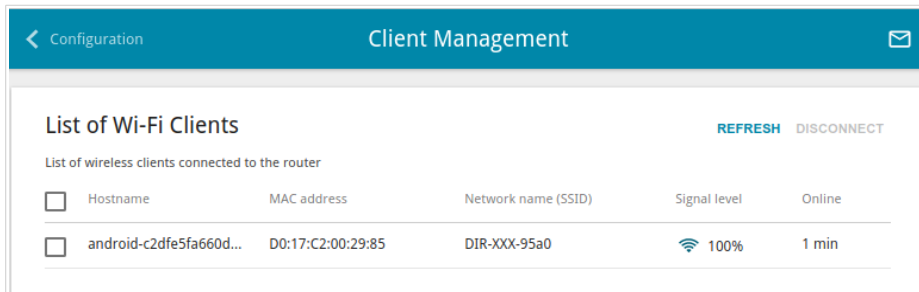 Configuration Client Management
List of Wi-Fi Clients REFRESH DISCONNECT
List of wireless clients connected to the router
Hostname MAC address Network name (SSID) Signal level Online
android-c2dfe5fa660d... D0:17:C2:00:29:85 DIR-XXX-95a0 100% 1 min